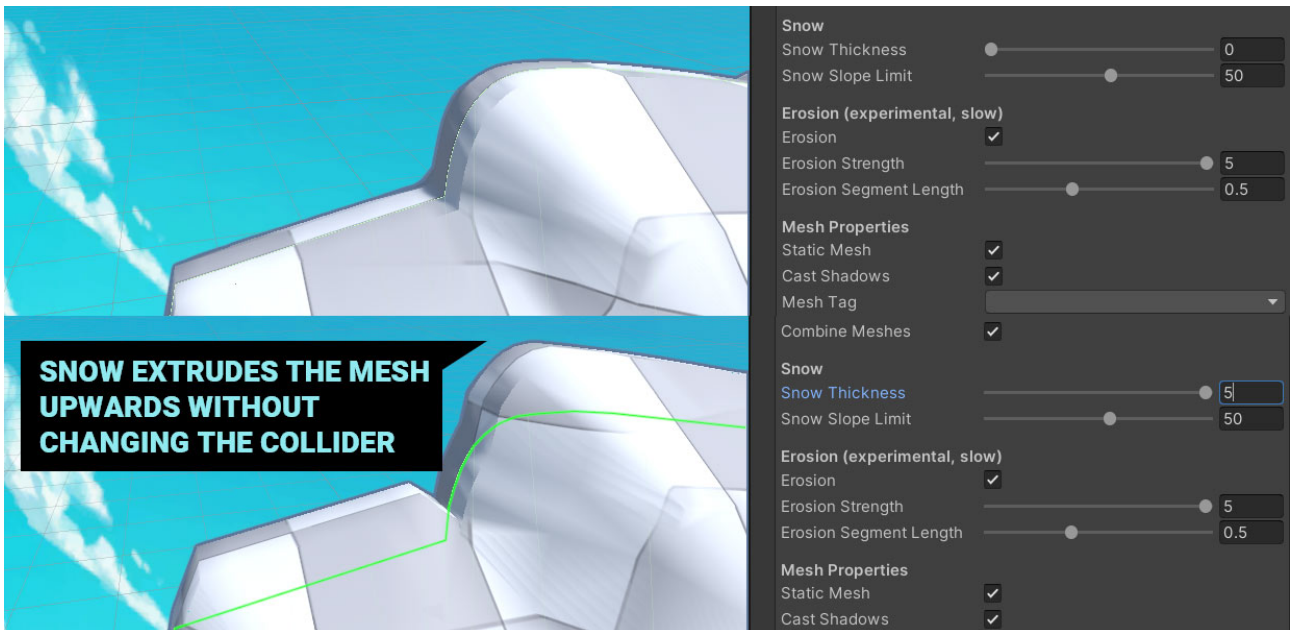 Snow
Snow Thickness 0
Snow Slope Limit 50
Erosion (experimental, slow)
Erosion
Erosion Strength 5
Erosion Segment Length 0.5
Mesh Properties
Static Mesh
Cast Shadows
Mesh Tag
Combine Meshes
SNOW EXTRUDES THE MESH
UPWARDS WITHOUT
CHANGING THE COLLIDER
Snow
Snow Thickness 5
Snow Slope Limit 50
Erosion (experimental, slow)
Erosion
Erosion Strength 5
Erosion Segment Length 0.5
Mesh Properties
Static Mesh
Cast Shadows